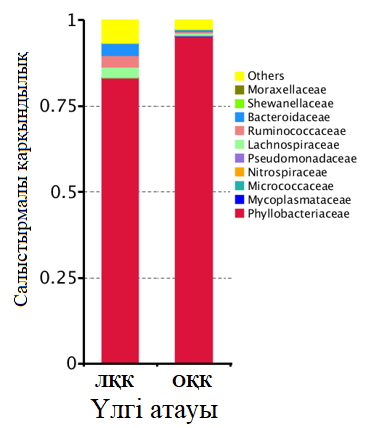 Салыстырмалы қарқындылық
1
0.75
0.5
0.25
0
ЛҚК ОҚК
Үлгі атауы
Others
Moraxellaceae
Shewanellaceae
Bacteroidaceae
Ruminococcaceae
Lachnospiraceae
Pseudomonadaceae
Nitrospiraceae
Micrococcaceae
Mycoplasmataceae
Phyllobacteriaceae